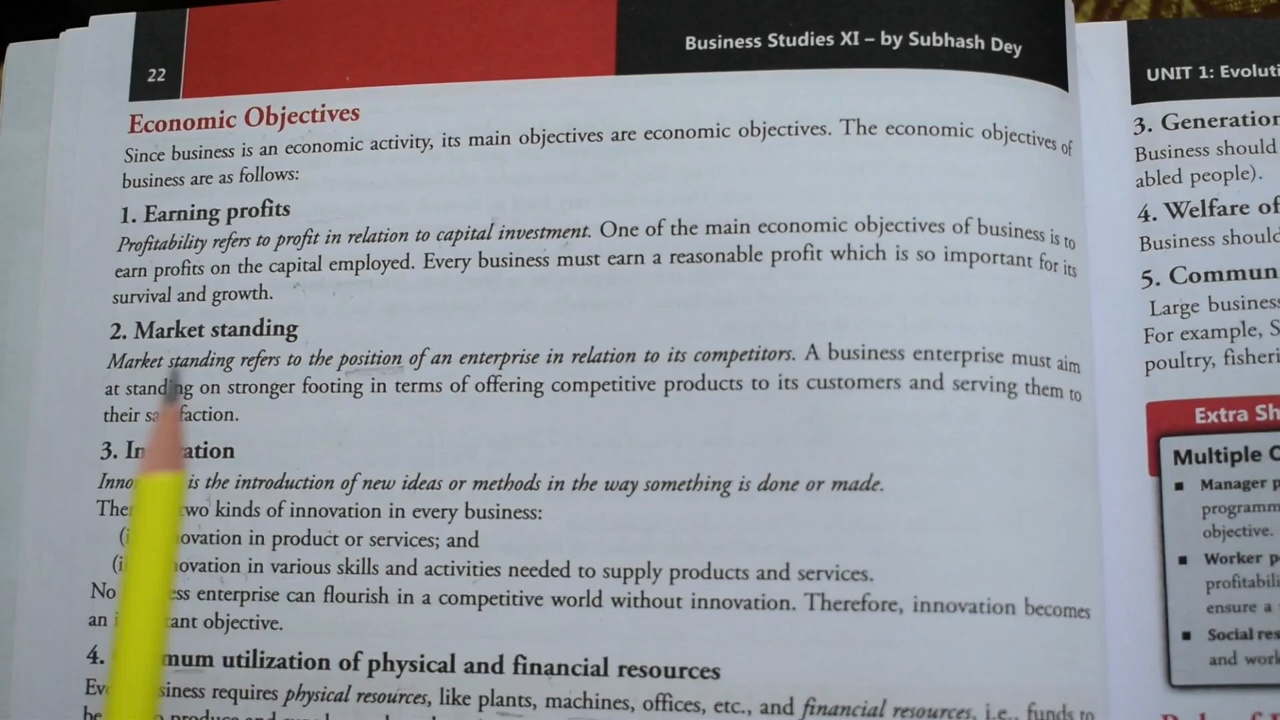 22
Business Studies XI – by Subhash Dey
Economic Objectives
Since business is an economic activity, its main objectives are economic objectives. The economic objectives of
business are as follows:
1. Earning profits
Profitability refers to profit in relation to capital investment. One of the main economic objectives of business is to
earn profits on the capital employed. Every business must earn a reasonable profit which is so important for its
survival and growth.
2. Market standing
Market standing refers to the position of an enterprise in relation to its competitors. A business enterprise must aim
at standing on stronger footing in terms of offering competitive products to its customers and serving them to
their
3.
is the introduction of new ideas or methods in the way something is done or made.
two kinds of innovation in every business:
in product or services; and
in various skills and activities needed to supply products and services.
No enterprise can flourish in a competitive world without innovation. Therefore, innovation becomes
an objective.
4. utilization of physical and financial resources
requires physical resources, like plants, machines, offices, etc., and financial resources, i.e., funds to
UNIT 1:
3.
Business should
abled people).
4. Welfare of
Business should
5.
Large business
For example,
poultry,
Extra
Multiple
■ Manager
objective.
■ Worker
ensure a
■ Social
and work